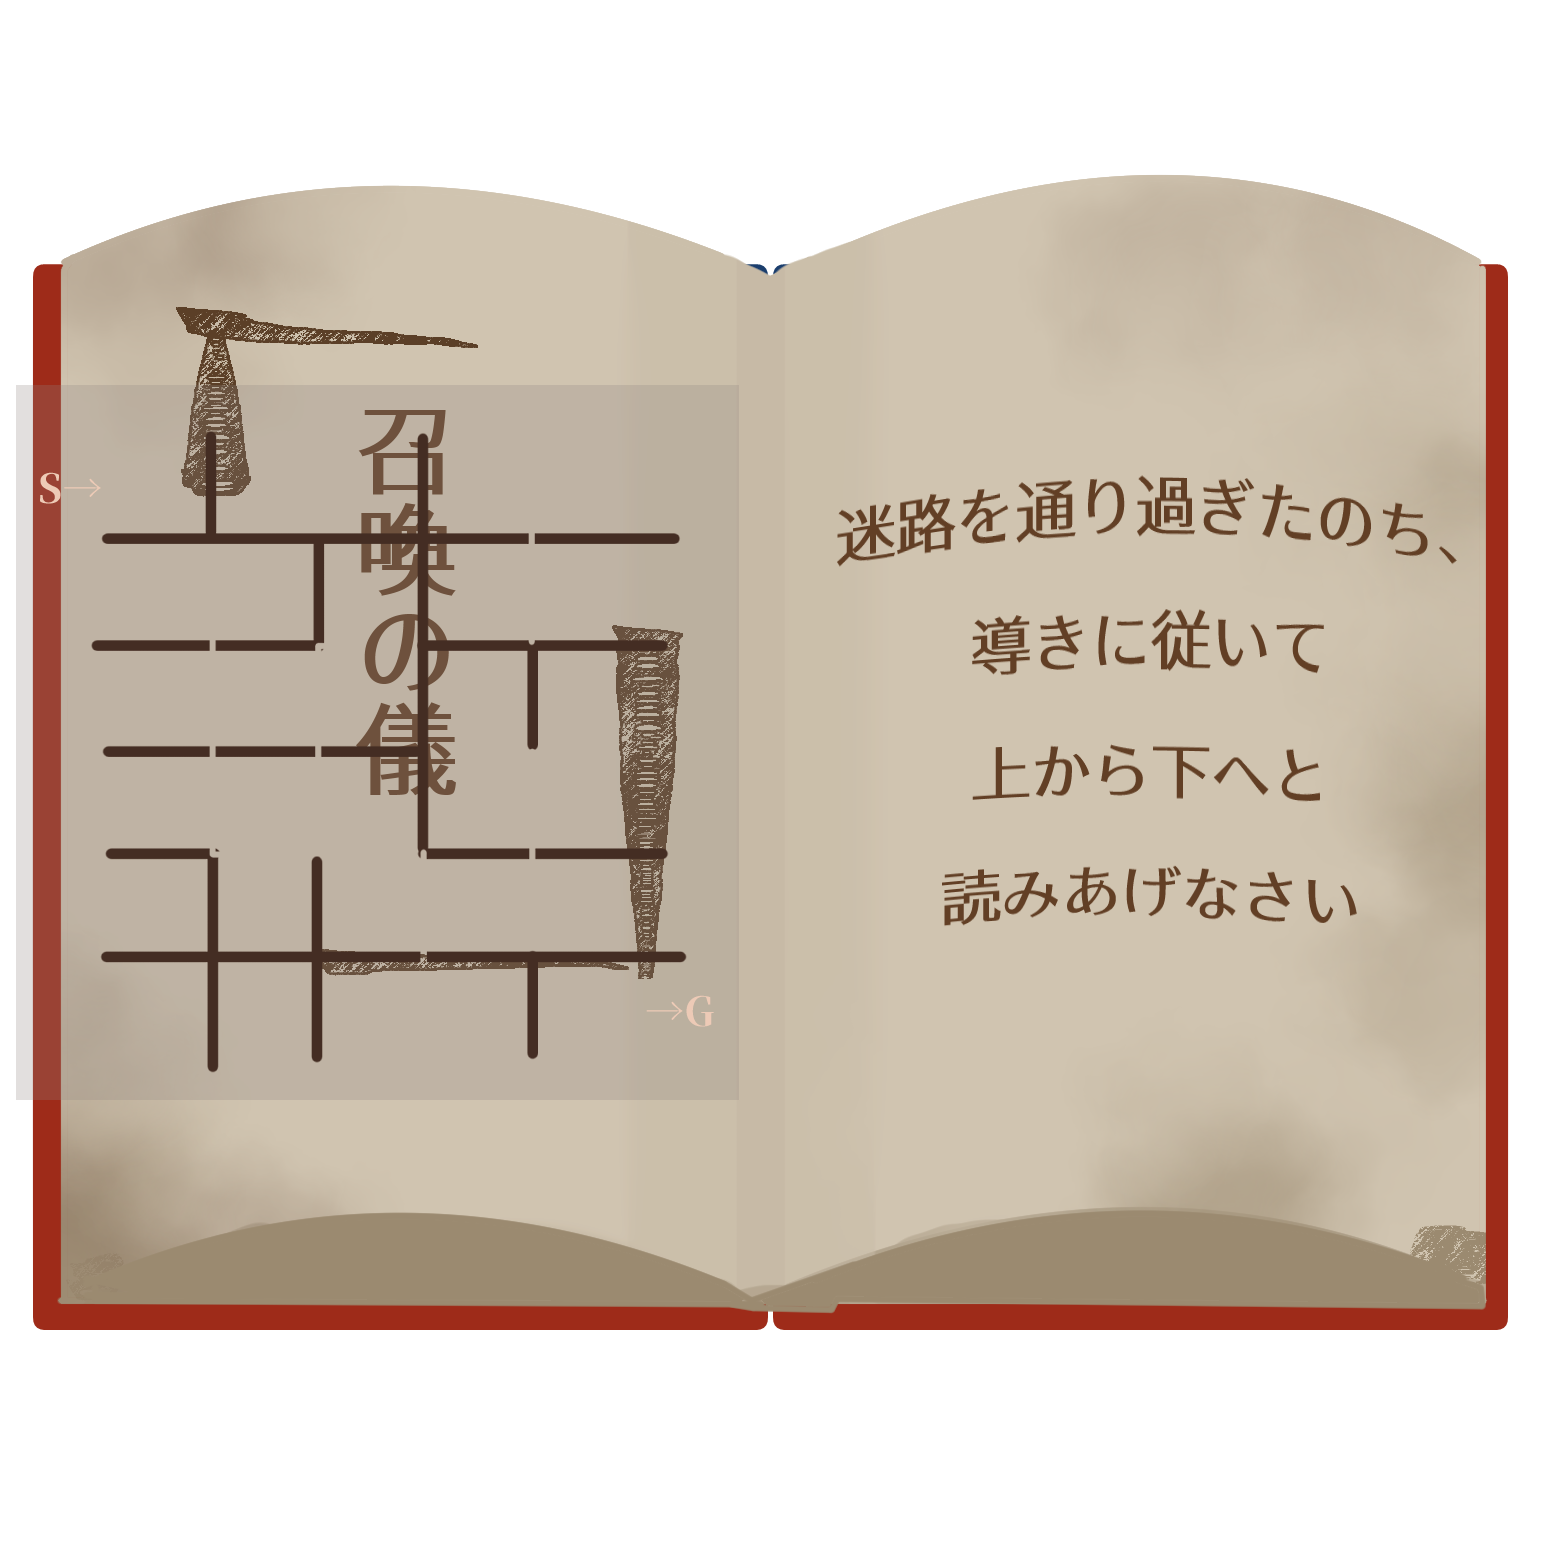 召喚の儀
S→
→G
迷路を通り過ぎたのち、
導きに従いて
上から下へと
読みあげなさい